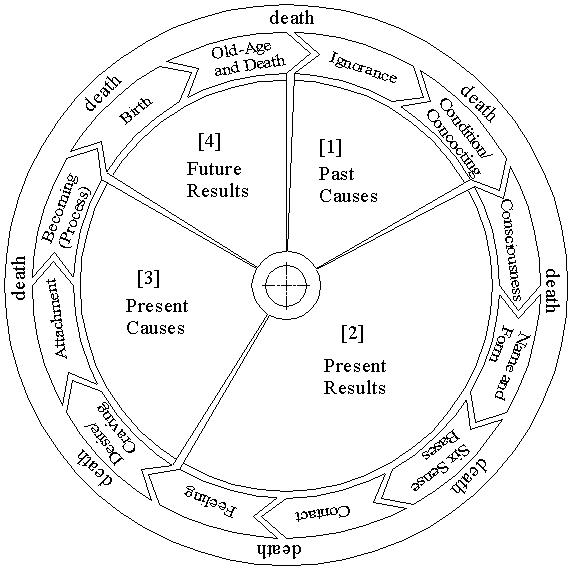 death
death
death
death
death
death
death
death
Ignorance
Condition/
Concocting
Consciousness
Name and
Form
Six Sense
Bases
Contact
Feeling
Desire/
Craving
Attachment
Becoming
(Process)
Birth
Old-Age
and Death
[1]
Past
Causes
[2]
Present
Results
[3]
Present
Causes
[4]
Future
Results